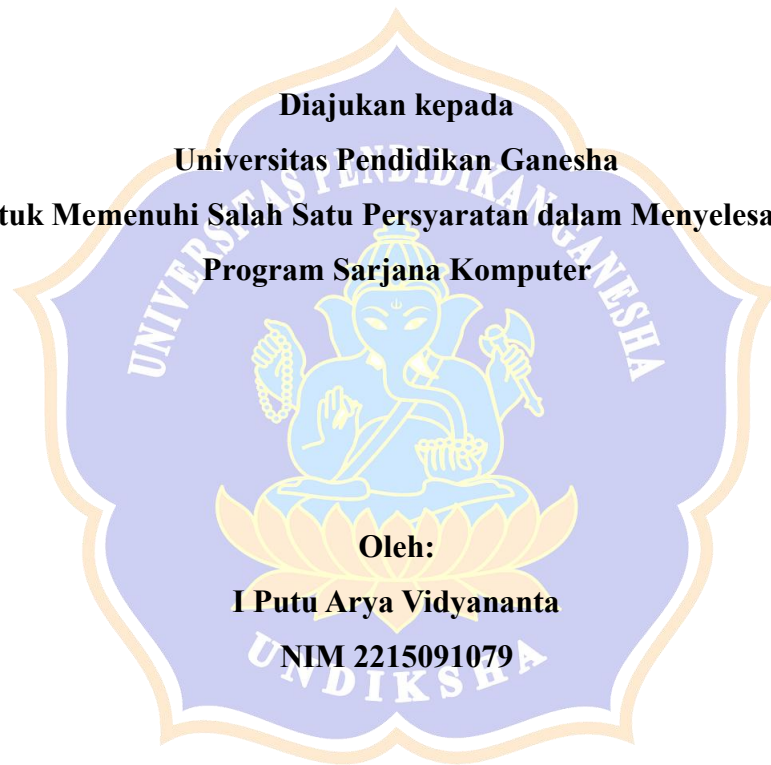 Diajukan kepada
Universitas Pendidikan Ganesha
tuk Memenuhi Salah Satu Persyaratan dalam Menyelesa
Program Sarjana Komputer
UNIVERSITAS PENDIDIKAN GANESHA
Oleh:
I Putu Arya Vidyananta
NIM 2215091079
UNDIKSHA